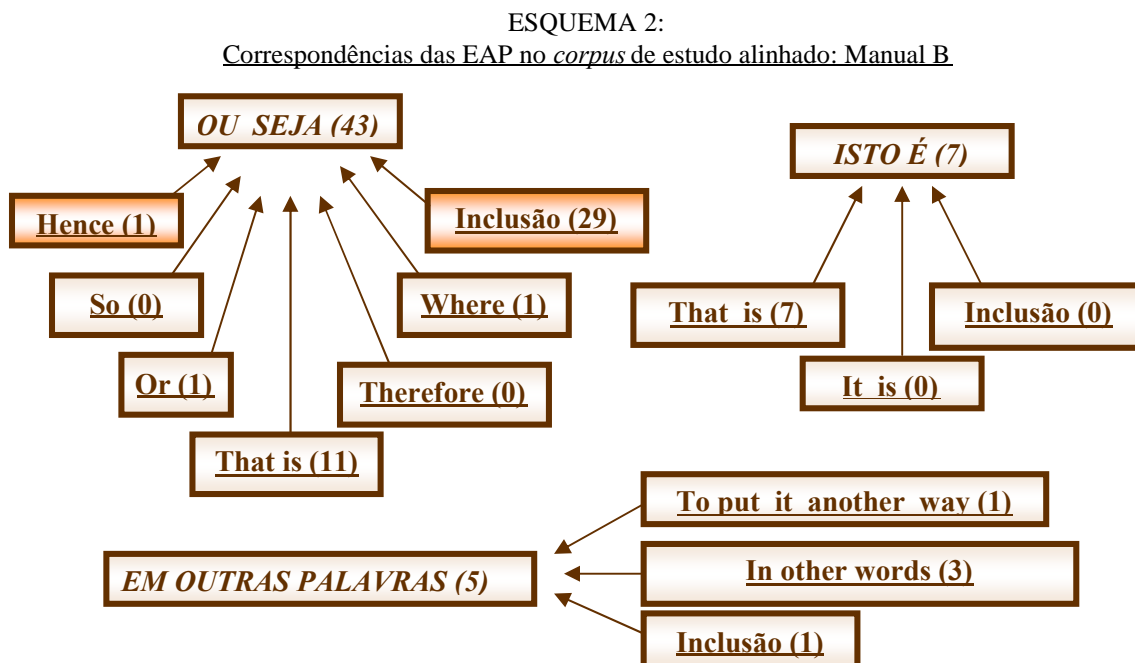 ESQUEMA 2:
Correspondências das EAP no corpus de estudo alinhado: Manual B
OU SEJA (43)
Hence (1)
So (0)
Or (1)
That is (11)
Therefore (0)
Where (1)
Inclusão (29)
ISTO É (7)
That is (7)
It is (0)
Inclusão (0)
EM OUTRAS PALAVRAS (5)
To put it another way (1)
In other words (3)
Inclusão (1)